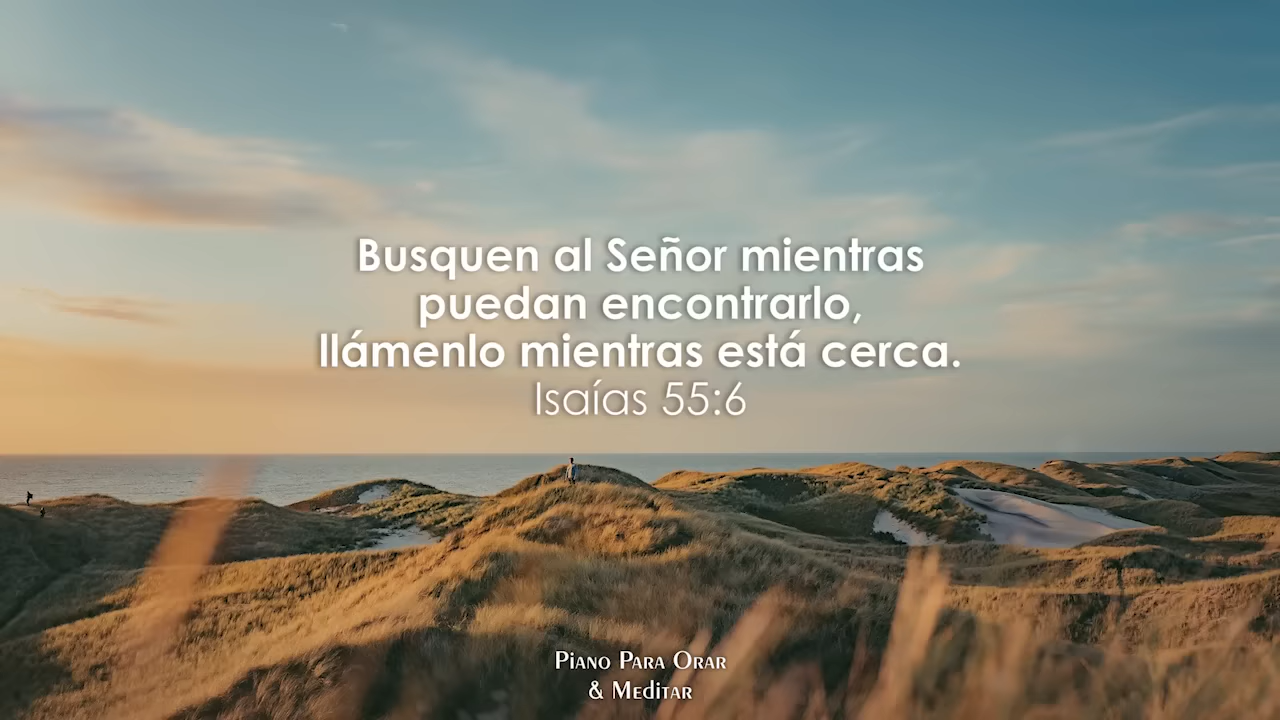 Busquen al Señor mientras
puedan encontrarlo,
llámenlo mientras está cerca.
Isaías 55:6
Piano Para Orar
& Meditar